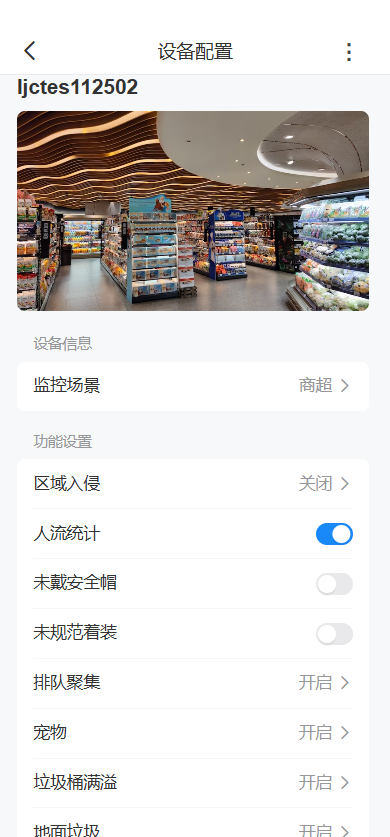 设备配置
ljctes112502
设备信息
监控场景 商超
功能设置
区域入侵 关闭
人流统计
未戴安全帽
未规范着装
排队聚集 开启
宠物 开启
垃圾桶满溢 开启
地面垃圾 开启